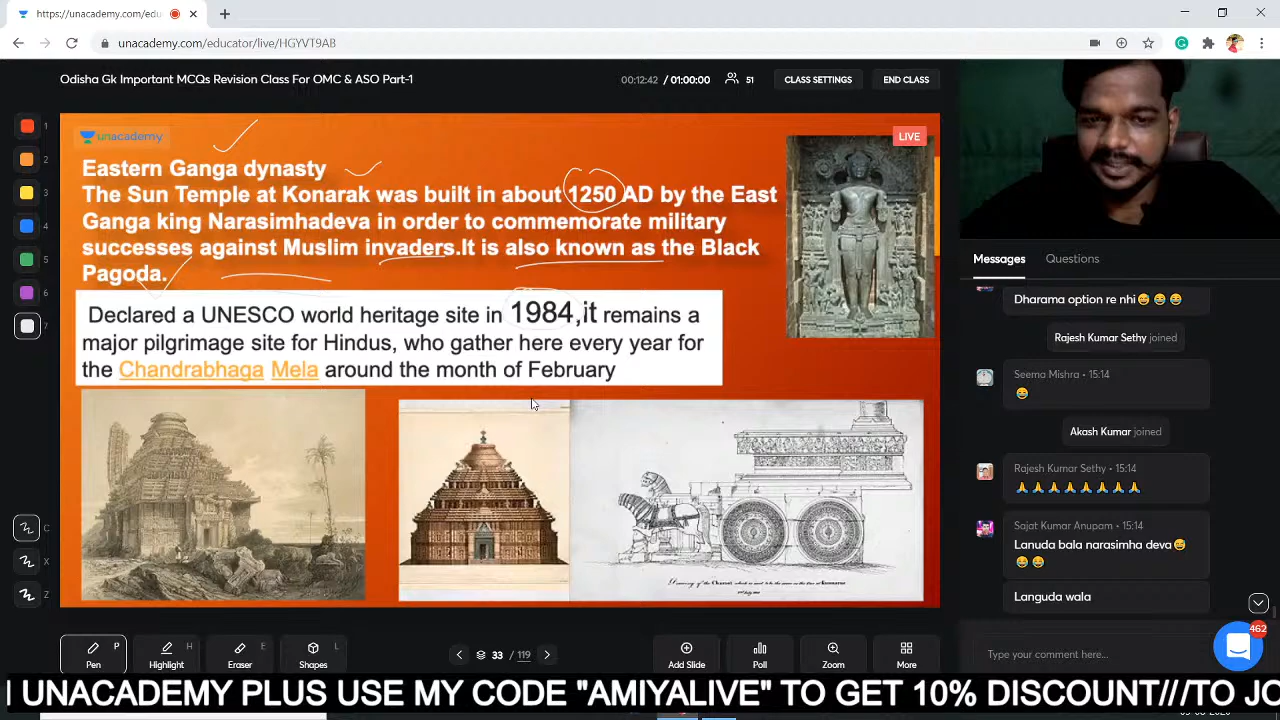 https://unacademy.com/edu
unacademy.com/educator/live/HGYVT9AB
Odisha Gk Important MCQs Revision Class For OMC & ASO Part-1
00:12:42 / 01:00:00
51
CLASS SETTINGS
END CLASS
unacademy
LIVE
Eastern Ganga dynasty
The Sun Temple at Konarak was built in about 1250 AD by the East
Ganga king Narasimhadeva in order to commemorate military
successes against Muslim invaders.It is also known as the Black
Pagoda.
Declared a UNESCO world heritage site in 1984,it remains a
major pilgrimage site for Hindus, who gather here every year for
the Chandrabhaga Mela around the month of February
1
2
3
4
5
6
7
C
X
Z
Messages
Questions
Dharama option re nhi😅😂😂
Rajesh Kumar Sethy joined
Seema Mishra • 15:14
😂
Akash Kumar joined
Rajesh Kumar Sethy • 15:14
🙏🙏🙏🙏🙏🙏🙏🙏
Sajat Kumar Anupam • 15:14
Lanuda bala narasimha deva😅
😂😂
Languda wala
Type your comment here...
462
Pen P
Highlight H
Eraser E
Shapes L
33 / 119
Add Slide
Poll
Zoom
More
I UNACADEMY PLUS USE MY CODE "AMIYALIVE" TO GET 10% DISCOUNT///TO JO